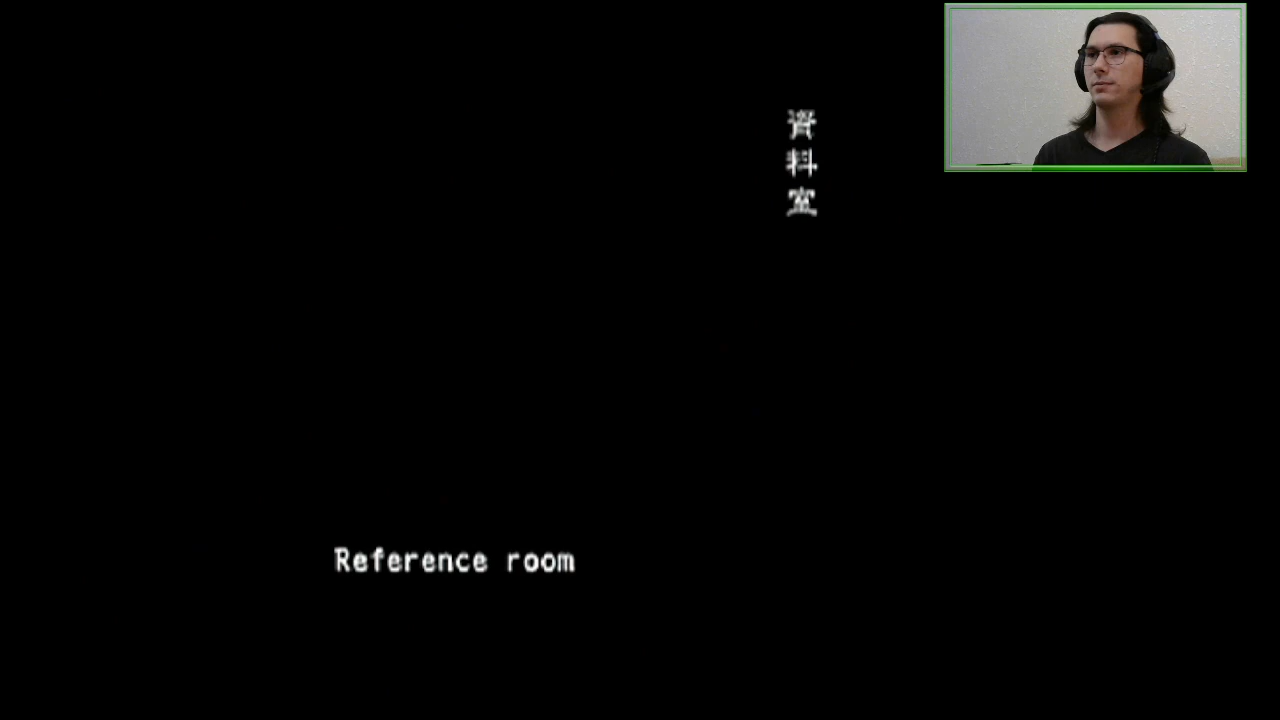 資料室
Reference room